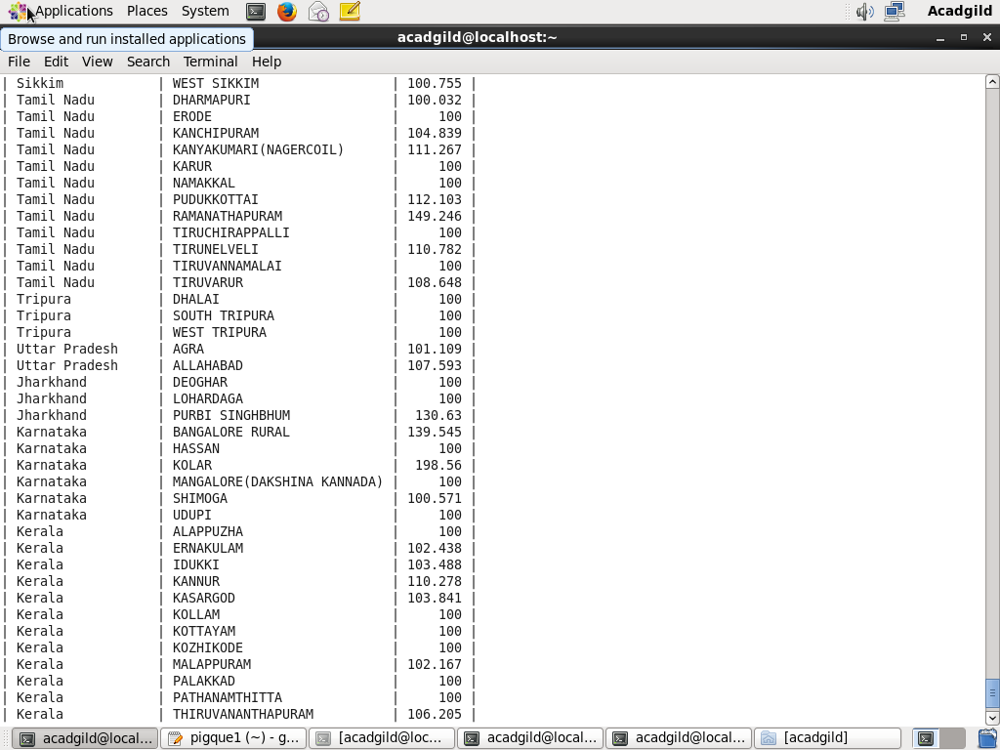 Applications Places System Acadgild
Browse and run installed applications
acadgild@localhost:~
File Edit View Search Terminal Help
| Sikkim | WEST SIKKIM | 100.755 |
| Tamil Nadu | DHARMAPURI | 100.032 |
| Tamil Nadu | ERODE | 100 |
| Tamil Nadu | KANCHIPURAM | 104.839 |
| Tamil Nadu | KANYAKUMARI(NAGERCOIL) | 111.267 |
| Tamil Nadu | KARUR | 100 |
| Tamil Nadu | NAMAKKAL | 100 |
| Tamil Nadu | PUDUKKOTTAI | 112.103 |
| Tamil Nadu | RAMANATHAPURAM | 149.246 |
| Tamil Nadu | TIRUCHIRAPPALLI | 100 |
| Tamil Nadu | TIRUNELVELI | 110.782 |
| Tamil Nadu | TIRUVANNAMALAI | 100 |
| Tamil Nadu | TIRUVARUR | 108.648 |
| Tripura | DHALAI | 100 |
| Tripura | SOUTH TRIPURA | 100 |
| Tripura | WEST TRIPURA | 100 |
| Uttar Pradesh | AGRA | 101.109 |
| Uttar Pradesh | ALLAHABAD | 107.593 |
| Jharkhand | DEOGHAR | 100 |
| Jharkhand | LOHARDAGA | 100 |
| Jharkhand | PURBI SINGHBHUM | 130.63 |
| Karnataka | BANGALORE RURAL | 139.545 |
| Karnataka | HASSAN | 100 |
| Karnataka | KOLAR | 198.56 |
| Karnataka | MANGALORE(DAKSHINA KANNADA) | 100 |
| Karnataka | SHIMOGA | 100.571 |
| Karnataka | UDUPI | 100 |
| Kerala | ALAPPUZHA | 100 |
| Kerala | ERNAKULAM | 102.438 |
| Kerala | IDUKKI | 103.488 |
| Kerala | KANNUR | 110.278 |
| Kerala | KASARGOD | 103.841 |
| Kerala | KOLLAM | 100 |
| Kerala | KOTTAYAM | 100 |
| Kerala | KOZHIKODE | 100 |
| Kerala | MALAPPURAM | 102.167 |
| Kerala | PALAKKAD | 100 |
| Kerala | PATHANAMTHITTA | 100 |
| Kerala | THIRUVANANTHAPURAM | 106.205 |
acadgild@local... pigque1 (~) - g... [acadgild@loc... acadgild@local... acadgild@local... [acadgild]